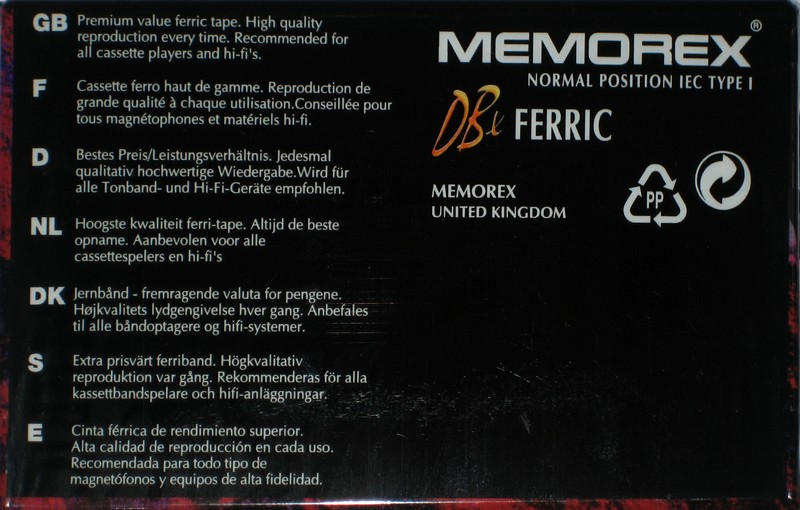 GB Premium value ferric tape. High quality
reproduction every time. Recommended for
all cassette players and hi-fi's.
F Cassette ferro haut de gamme. Reproduction de
grande qualité à chaque utilisation.Conseillée pour
tous magnétophones et matériels hi-fi.
D Bestes Preis/Leistungsverhältnis. Jedesmal
qualitativ hochwertige Wiedergabe.Wird für
alle Tonband- und Hi-Fi-Geräte empfohlen.
NL Hoogste kwaliteit ferri-tape. Altijd de beste
opname. Aanbevolen voor alle
cassettespelers en hi-fi's
DK Jernbånd - fremragende valuta for pengene.
Højkvalitets lydgengivelse hver gang. Anbefales
til alle båndoptagere og hifi-systemer.
S Extra prisvärt ferriband. Högkvalitativ
reproduktion var gång. Rekommenderas för alla
kassettbandspelare och hifi-anläggningar.
E Cinta férrica de rendimiento superior.
Alta calidad de reproducción en cada uso.
Recomendada para todo tipo de
magnetófonos y equipos de alta fidelidad.
MEMOREX®
NORMAL POSITION IEC TYPE I
DBx FERRIC
MEMOREX
UNITED KINGDOM
PP